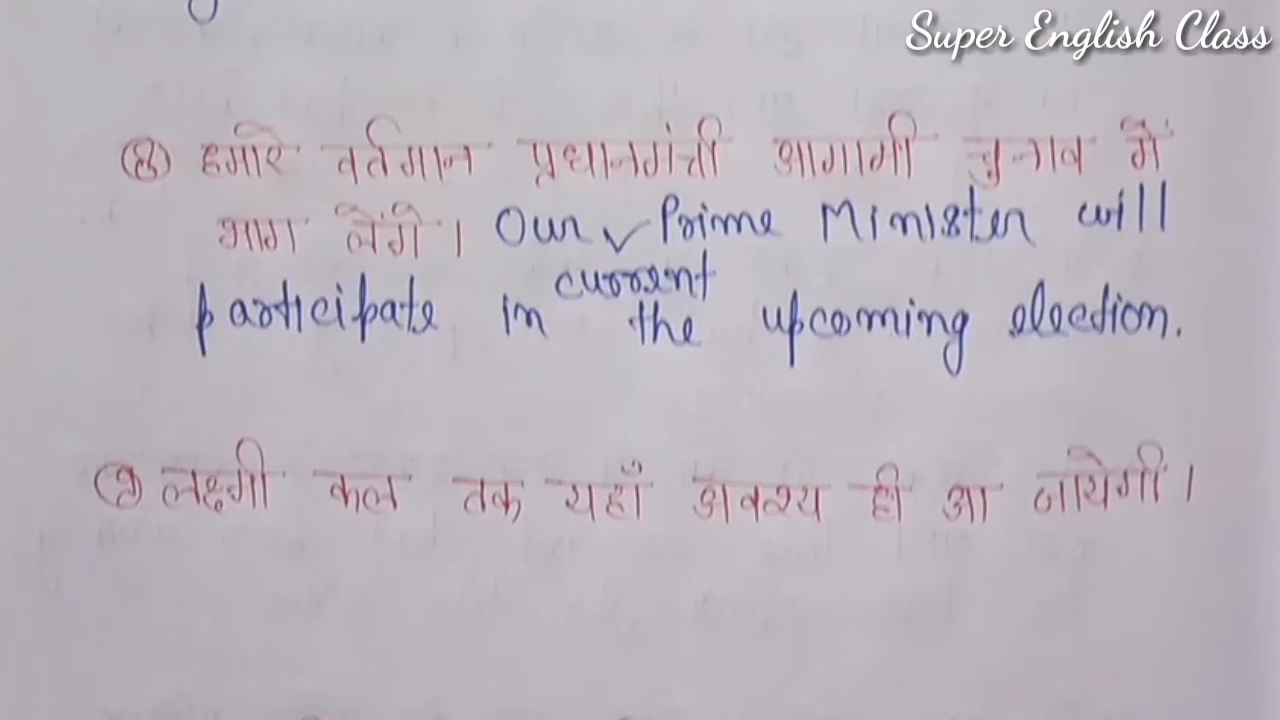 Super English Class
(8) हमारे वर्तमान प्रधानमंत्री आगामी चुनाव में
भाग लेंगे। Our ✓ Prime Minister will
current
participate in the upcoming election.
(9) लक्ष्मी कल तक यहाँ अवश्य ही आ जायेगी।